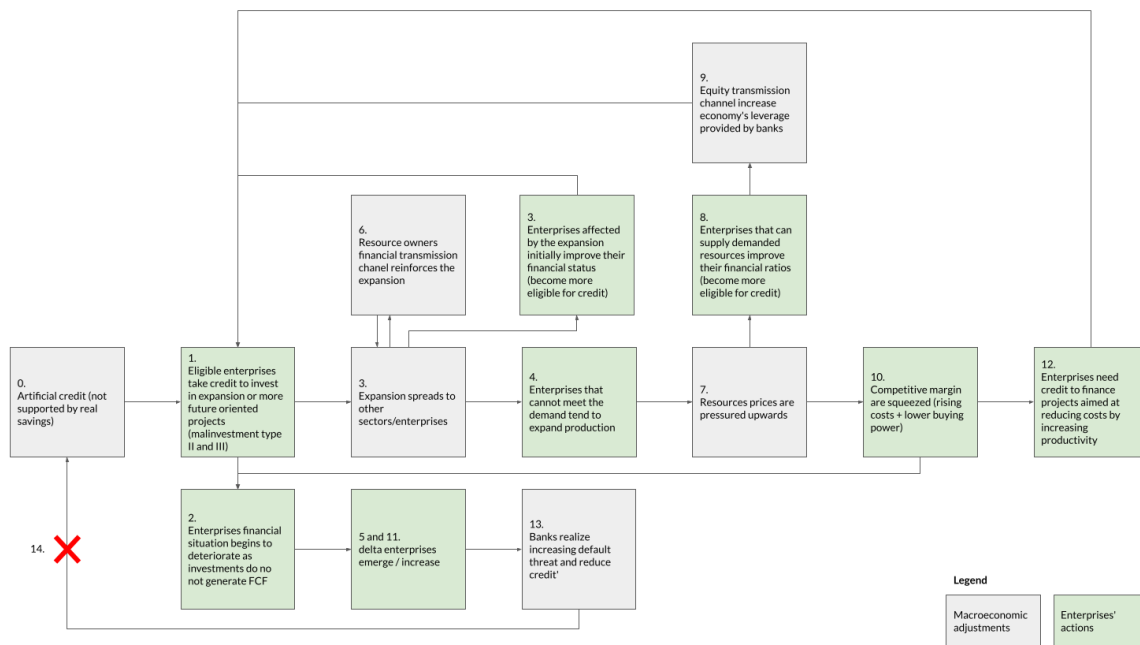 9.
Equity transmission
channel increase
economy's leverage
provided by banks
6.
Resource owners
financial transmission
chanel reinforces the
expansion
3.
Enterprises affected
by the expansion
initially improve their
financial status
(become more
eligible for credit)
8.
Enterprises that can
supply demanded
resources improve
their financial ratios
(become more
eligible for credit)
0.
Artificial credit (not
supported by real
savings)
1.
Eligible enterprises
take credit to invest
in expansion or more
future oriented
projects
(malinvestment type
II and III)
3.
Expansion spreads to
other
sectors/enterprises
4.
Enterprises that
cannot meet the
demand tend to
expand production
7.
Resources prices are
pressured upwards
10.
Competitive margin
are squeezed (rising
costs + lower buying
power)
12.
Enterprises need
credit to finance
projects aimed at
reducing costs by
increasing
productivity
14.
2.
Enterprises financial
situation begins to
deteriorate as
investments do no
not generate FCF
5 and 11.
delta enterprises
emerge / increase
13.
Banks realize
increasing default
threat and reduce
credit'
Legend
Macroeconomic
adjustments
Enterprises'
actions